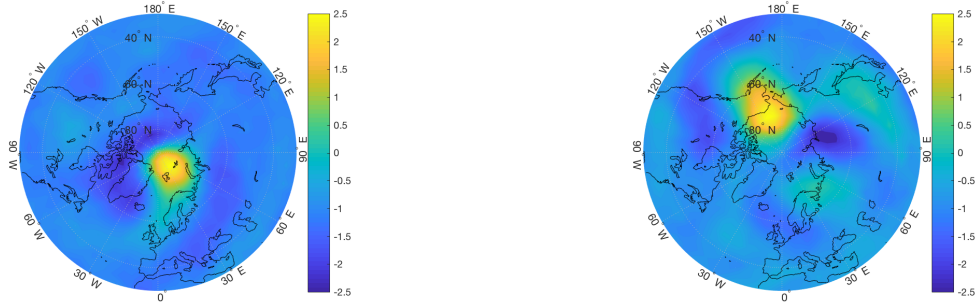 180° E
150° W
150° E
120° W
120° E
90° W
90° E
60° W
60° E
30° W
30° E
0°
40° N
60° N
80° N
2.5
2
1.5
1
0.5
0
-0.5
-1
-1.5
-2
-2.5
180° E
150° W
150° E
120° W
120° E
90° W
90° E
60° W
60° E
30° W
30° E
0°
40° N
60° N
80° N
2.5
2
1.5
1
0.5
0
-0.5
-1
-1.5
-2
-2.5